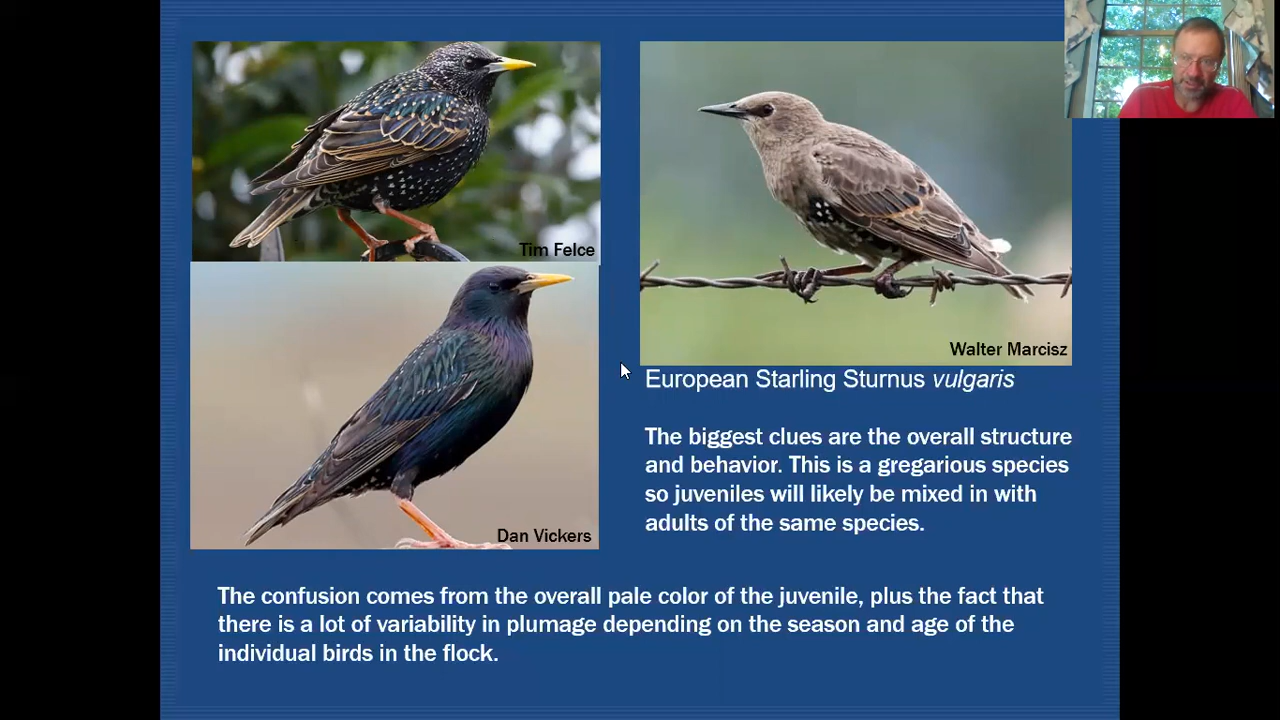 Tim Felce
Dan Vickers
Walter Marcisz
European Starling Sturnus vulgaris
The biggest clues are the overall structure
and behavior. This is a gregarious species
so juveniles will likely be mixed in with
adults of the same species.
The confusion comes from the overall pale color of the juvenile, plus the fact that
there is a lot of variability in plumage depending on the season and age of the
individual birds in the flock.